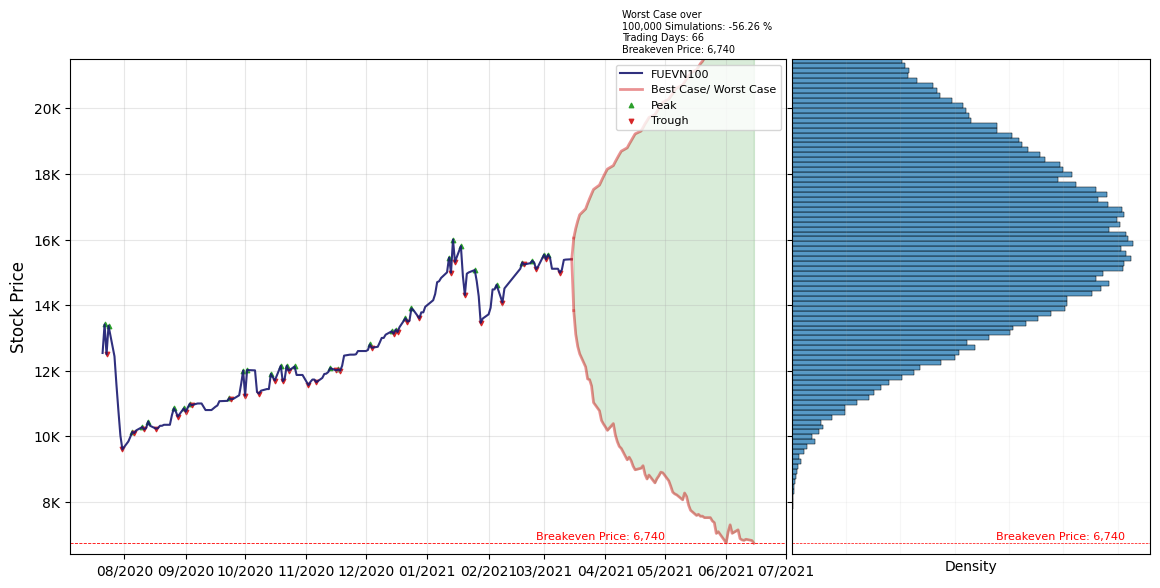 Worst Case over
100,000 Simulations: -56.26 %
Trading Days: 66
Breakeven Price: 6,740
FUEVN100
Best Case/ Worst Case
Peak
Trough
Stock Price
20K
18K
16K
14K
12K
10K
8K
Breakeven Price: 6,740
Breakeven Price: 6,740
08/2020 09/2020 10/2020 11/2020 12/2020 01/2021 02/2021 03/2021 04/2021 05/2021 06/2021 07/2021
Density